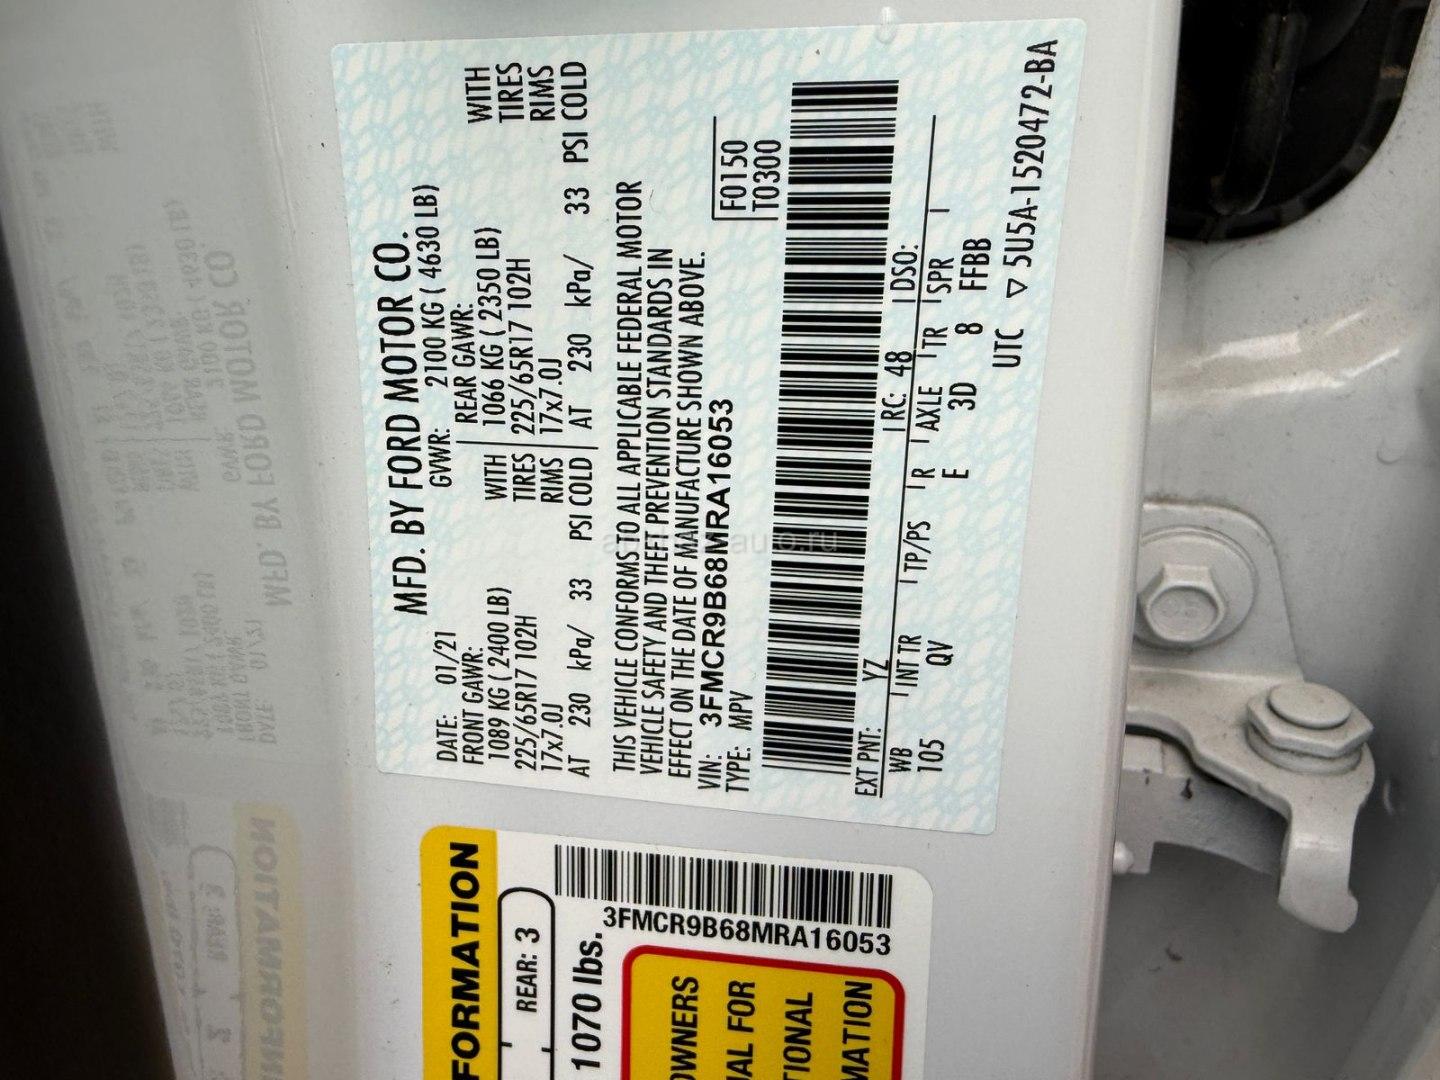 MFD. BY FORD MOTOR CO.
DATE: 01/21 GVWR: 2100 KG ( 4630 LB)
FRONT GAWR: REAR GAWR:
1089 KG ( 2400 LB) WITH 1066 KG ( 2350 LB) WITH
225/65R17 102H TIRES 225/65R17 102H TIRES
17x7.0J RIMS 17x7.0J RIMS
AT 230 kPa/ 33 PSI COLD AT 230 kPa/ 33 PSI COLD
THIS VEHICLE CONFORMS TO ALL APPLICABLE FEDERAL MOTOR
VEHICLE SAFETY AND THEFT PREVENTION STANDARDS IN
EFFECT ON THE DATE OF MANUFACTURE SHOWN ABOVE.
VIN: 3FMCR9B68MRA16053 F0150
TYPE: MPV T0300
EXT PNT: YZ RC: 48 DSO:
WB INT TR TP/PS R AXLE TR SPR
105 QV E 3D 8 FFBB
UTC ▽ 5U5A-1520472-BA
FORMATION
REAR: 3
1070 lbs.
3FMCR9B68MRA16053
OWNERS
AL FOR
TIONAL
MATION